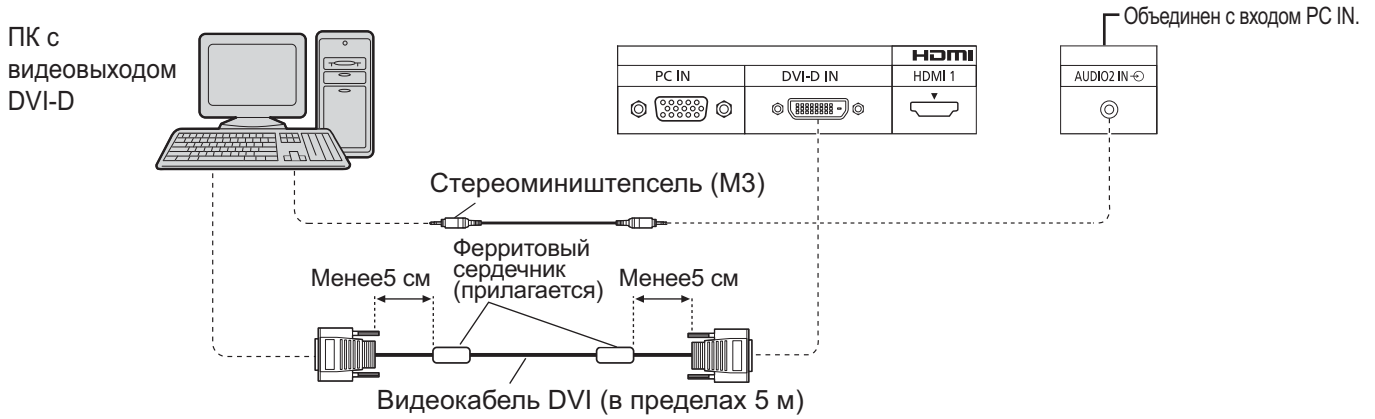 ПК с
видеовыходом
DVI-D
Объединен с входом PC IN.
HDMI
PC IN
DVI-D IN
HDMI 1
AUDIO2 IN
Стереомиништепсель (М3)
Ферритовый
сердечник
(прилагается)
Менее5 см
Менее5 см
Видеокабель DVI (в пределах 5 м)